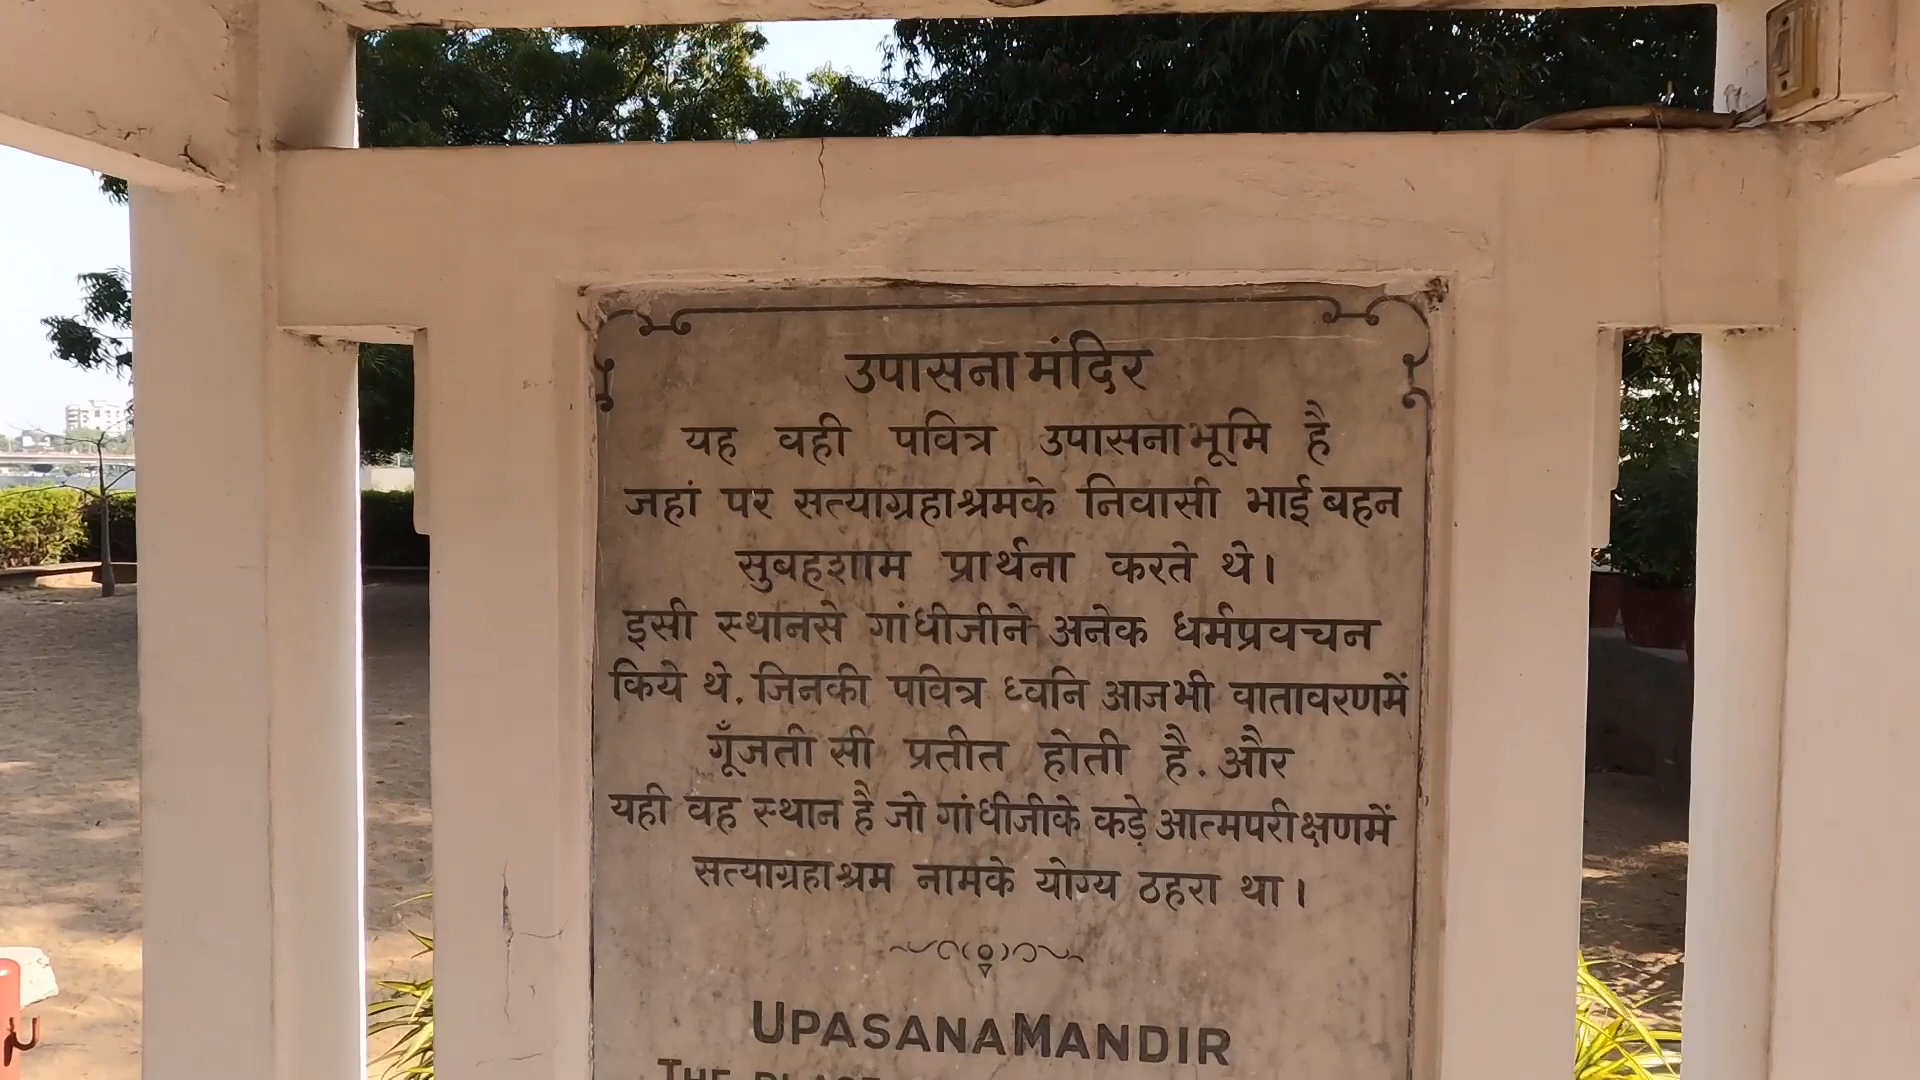 उपासना मंदिर
यह वही पवित्र उपासनाभूमि है
जहां पर सत्याग्रहाश्रमके निवासी भाई बहन
सुबहशाम प्रार्थना करते थे।
इसी स्थानसे गांधीजीने अनेक धर्मप्रवचन
किये थे. जिनकी पवित्र ध्वनि आजभी वातावरणमें
गूँजती सी प्रतीत होती है. और
यही वह स्थान है जो गांधीजीके कड़े आत्मपरीक्षणमें
सत्याग्रहाश्रम नामके योग्य ठहरा था।
UPASANA MANDIR
THE PLACE